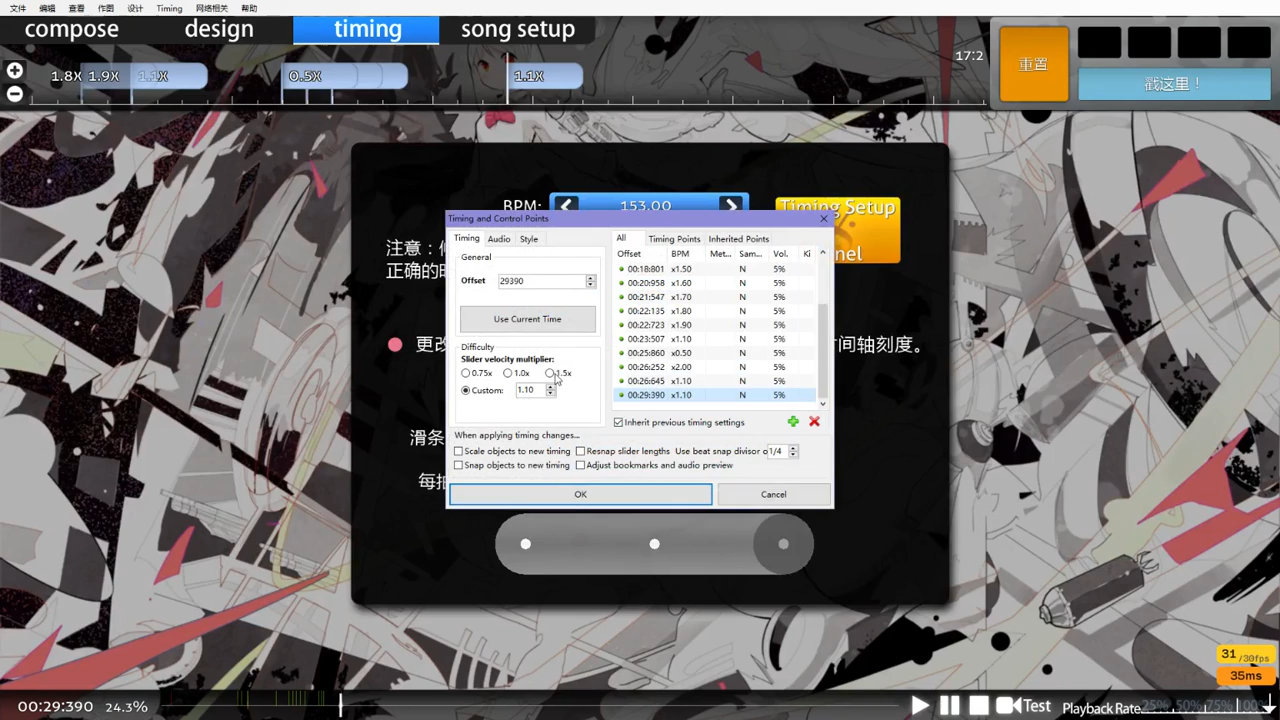 文件 编辑 查看 作图 设计 Timing 网络相关 帮助
compose design timing song setup
1.8X 1.9X 1.1X 0.5X 1.1X
17:2
重置
戳这里！
BPM: 153.00
Timing Setup
nel
注意：
正确的
更改
间轴刻度。
滑条
每拍
Timing and Control Points
Timing Audio Style
General
Offset 29390
Use Current Time
Difficulty
Slider velocity multiplier:
0.75x 1.0x 1.5x
Custom: 1.10
All Timing Points Inherited Points
Offset BPM Met... Sam... Vol. Ki
00:18:801 x1.50 N 5%
00:20:958 x1.60 N 5%
00:21:547 x1.70 N 5%
00:22:135 x1.80 N 5%
00:22:723 x1.90 N 5%
00:23:507 x1.10 N 5%
00:25:860 x0.50 N 5%
00:26:252 x2.00 N 5%
00:26:645 x1.10 N 5%
00:29:390 x1.10 N 5%
Inherit previous timing settings
When applying timing changes...
Scale objects to new timing Resnap slider lengths Use beat snap divisor o 1/4
Snap objects to new timing Adjust bookmarks and audio preview
OK Cancel
31 /30fps
35ms
00:29:390 24.3% Test Playback Rate 25% 50% 75% 100%